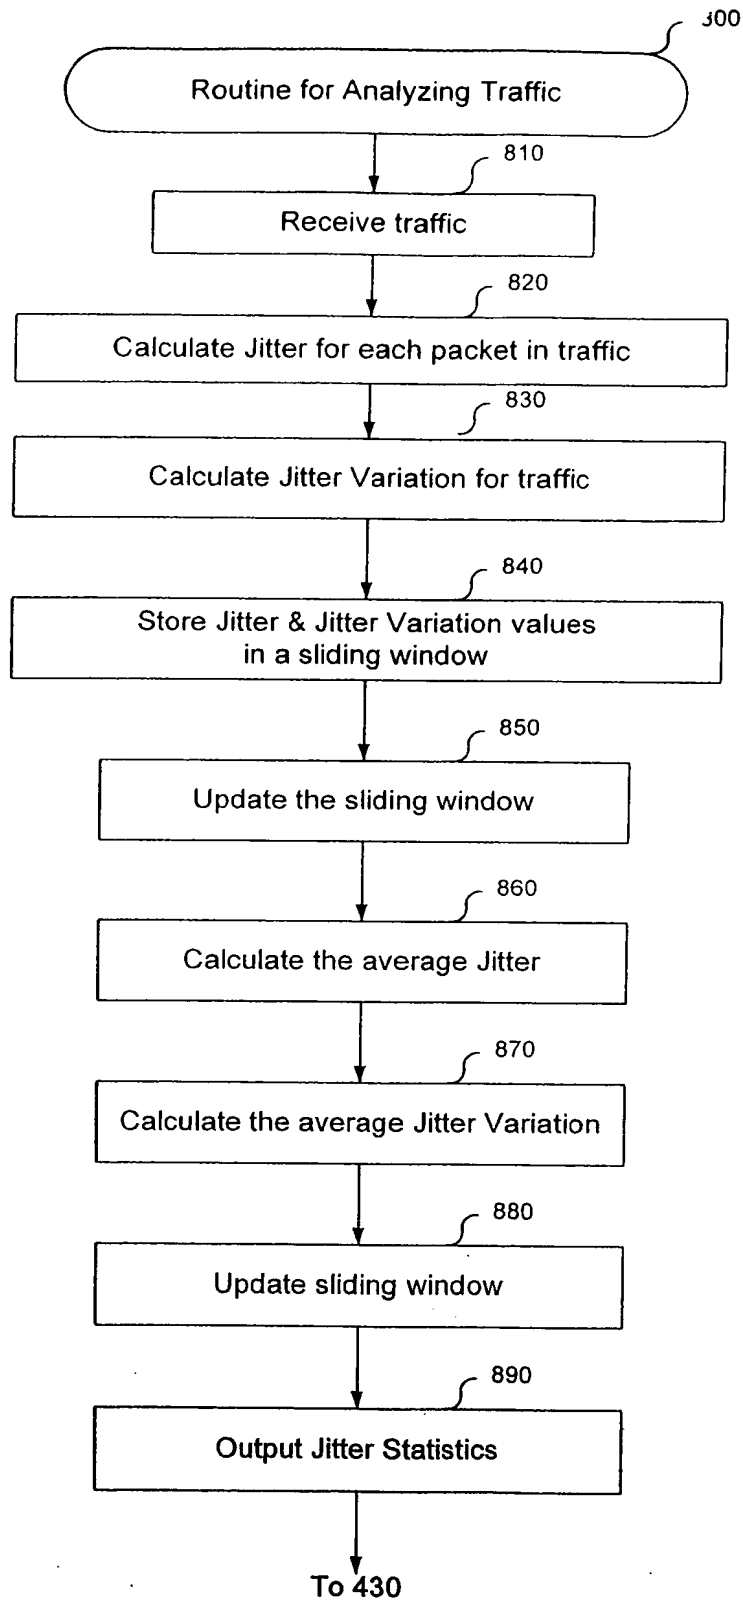 300
Routine for Analyzing Traffic
810
Receive traffic
820
Calculate Jitter for each packet in traffic
830
Calculate Jitter Variation for traffic
840
Store Jitter & Jitter Variation values
in a sliding window
850
Update the sliding window
860
Calculate the average Jitter
870
Calculate the average Jitter Variation
880
Update sliding window
890
Output Jitter Statistics
To 430